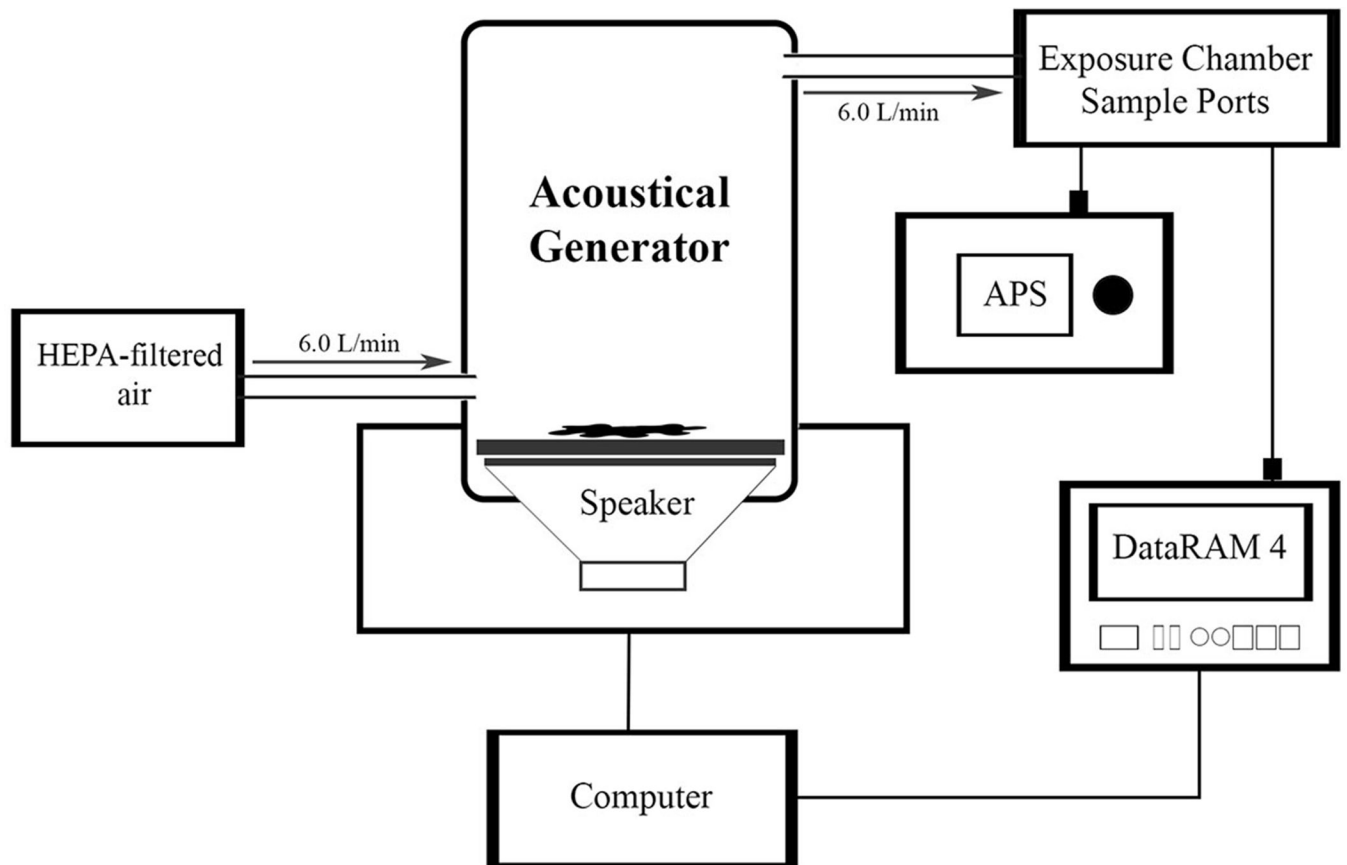 Exposure Chamber
Sample Ports
6.0 L/min
Acoustical
Generator
APS
HEPA-filtered
air
6.0 L/min
Speaker
DataRAM 4
Computer